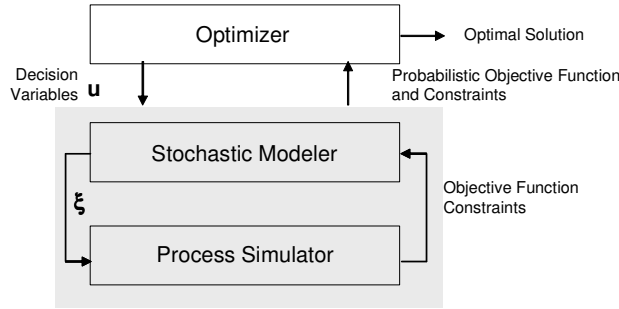 Optimizer
Optimal Solution
Decision
Variables u
Probabilistic Objective Function
and Constraints
Stochastic Modeler
ξ
Objective Function
Constraints
Process Simulator